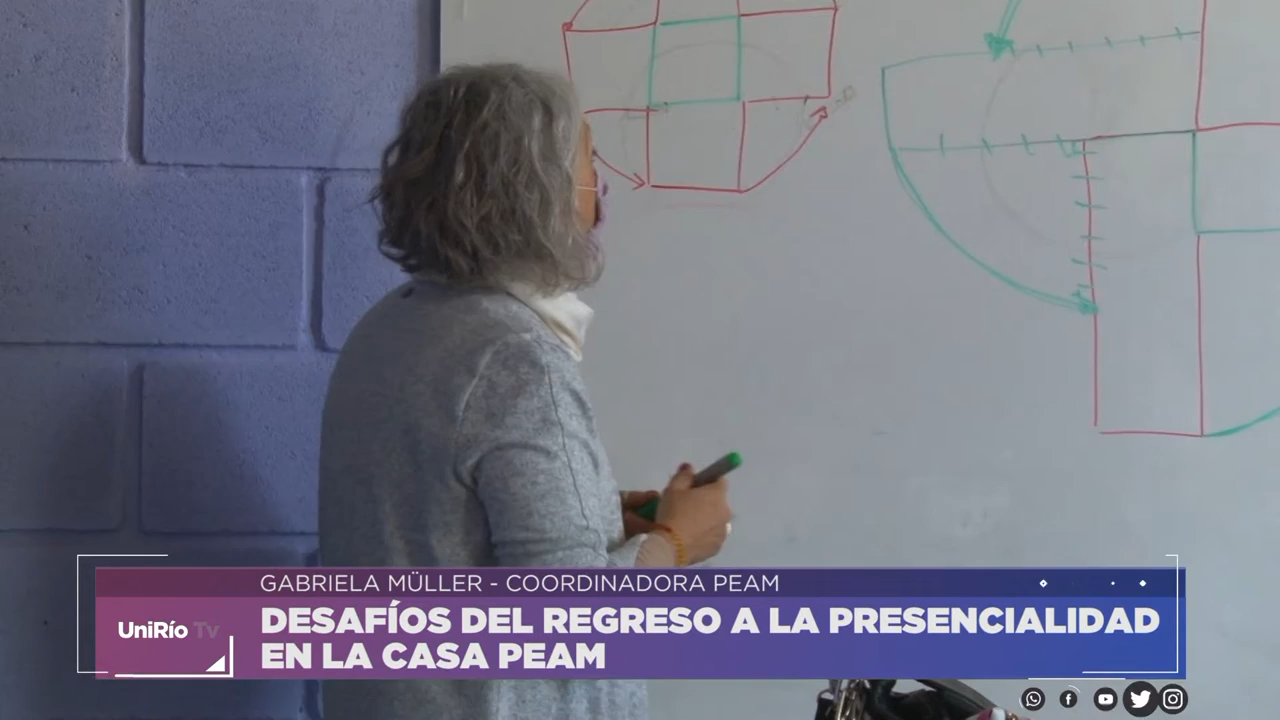 GABRIELA MÜLLER - COORDINADORA PEAM
UniRío Tv
DESAFÍOS DEL REGRESO A LA PRESENCIALIDAD
EN LA CASA PEAM